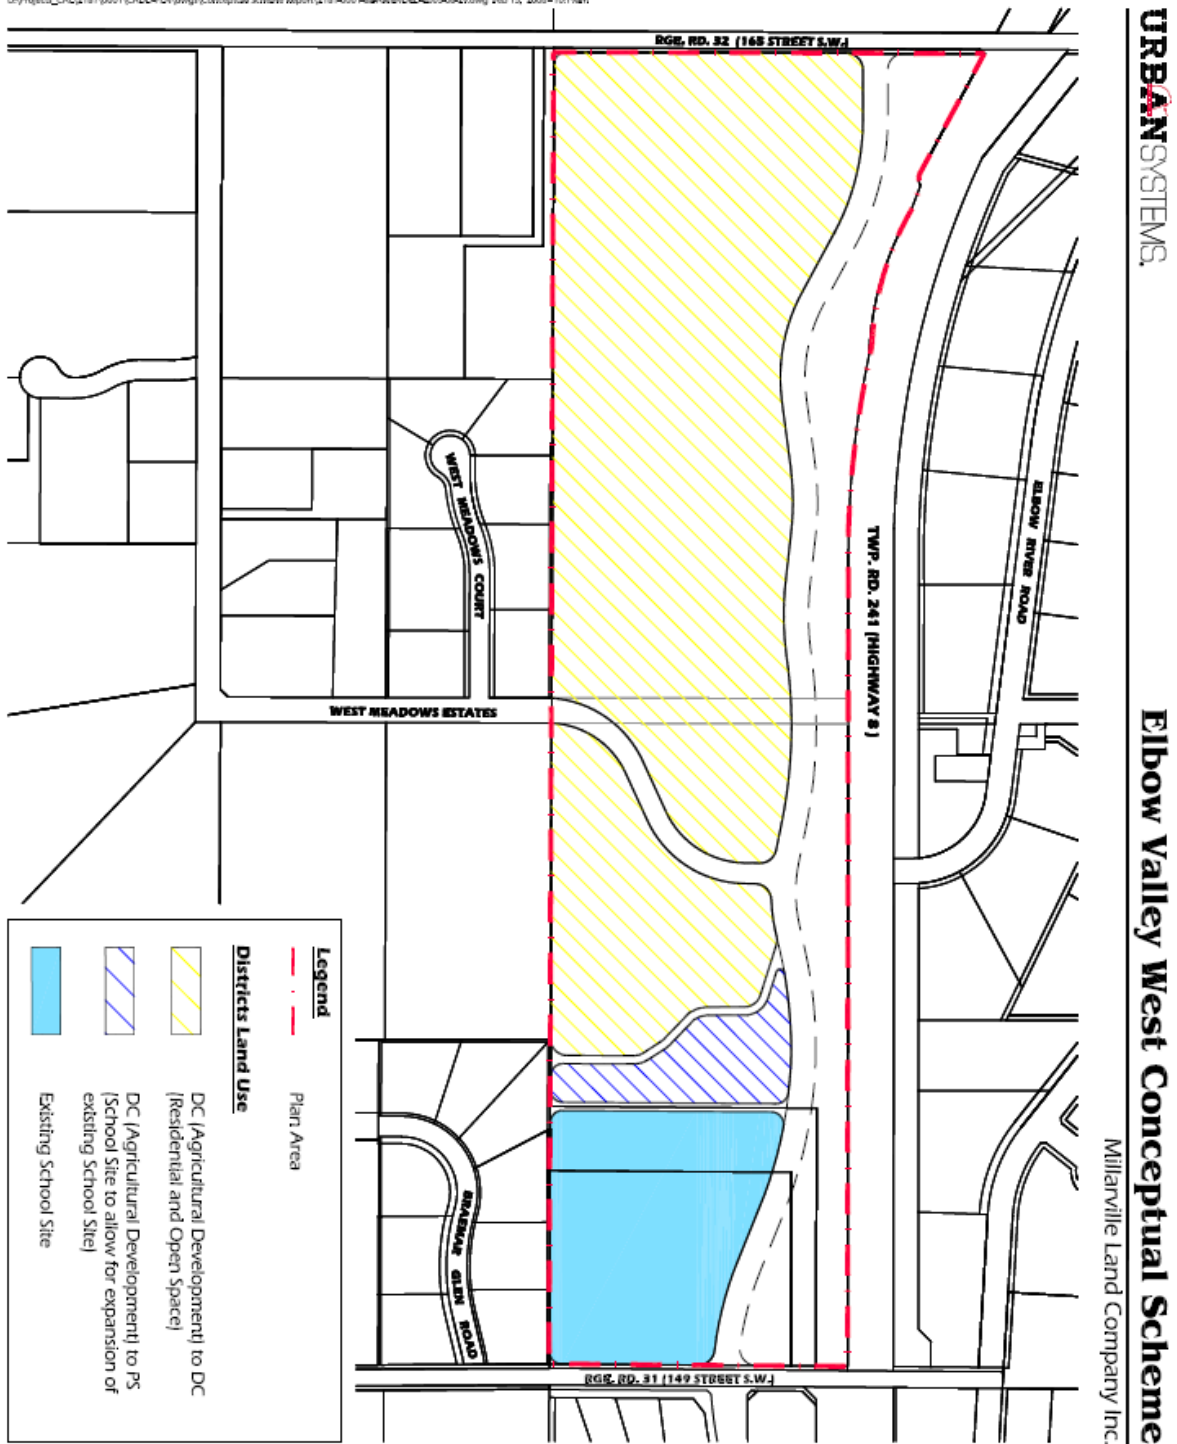 URBANSYSTEMS.
Elbow Valley West Conceptual Scheme
Millarville Land Company Inc.
RGE. RD. 32 (165 STREET S.W.)
ELBOW RIVER ROAD
TWP. RD. 241 (HIGHWAY 8)
WEST MEADOWS COURT
WEST MEADOWS ESTATES
BRAEMAR GLEN ROAD
RGE. RD. 31 (149 STREET S.W.)
Legend
Plan Area
Districts Land Use
DC (Agricultural Development) to DC
(Residential and Open Space)
DC (Agricultural Development) to PS
(School Site to allow for expansion of
existing School Site)
Existing School Site